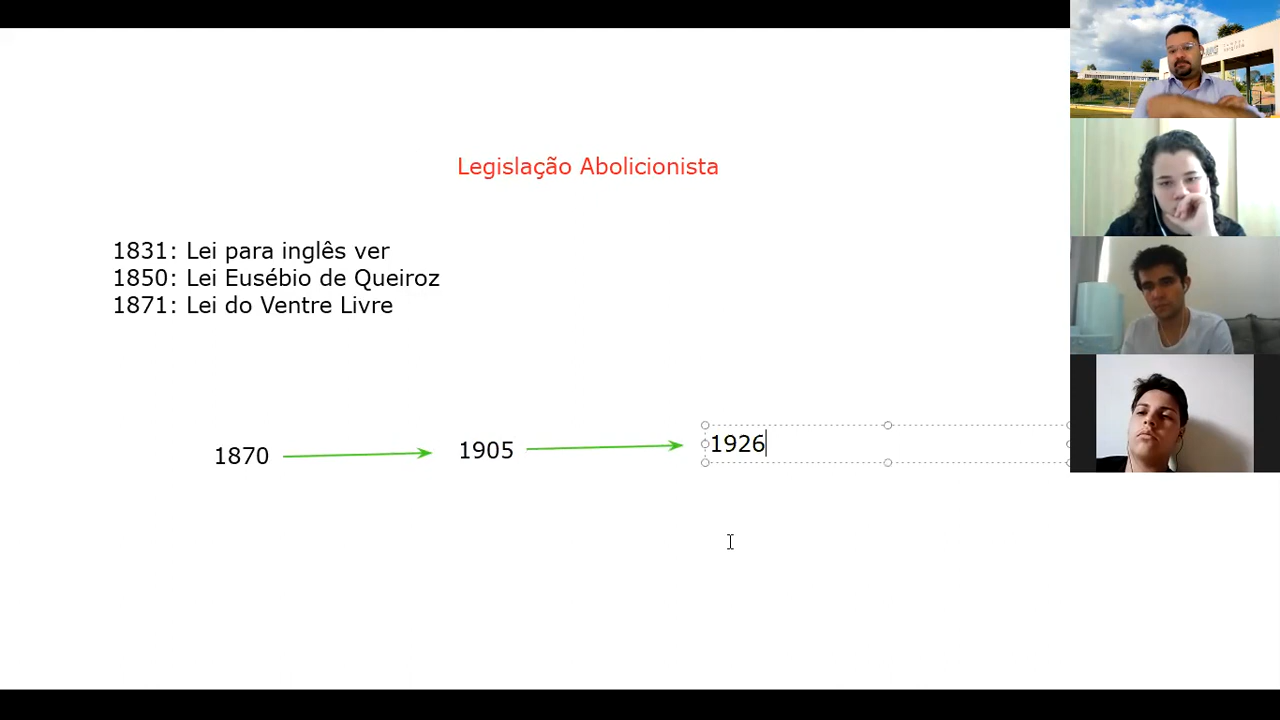 Legislação Abolicionista
1831: Lei para inglês ver
1850: Lei Eusébio de Queiroz
1871: Lei do Ventre Livre
1870
1905
1926